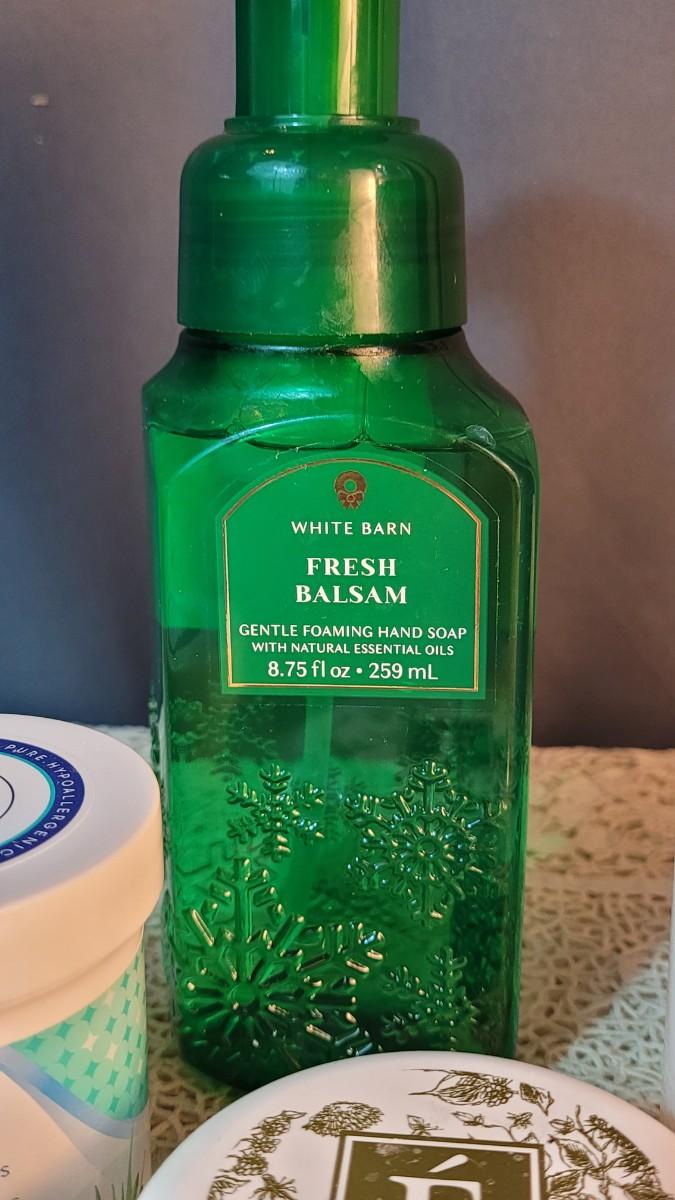 WHITE BARN
FRESH
BALSAM
GENTLE FOAMING HAND SOAP
WITH NATURAL ESSENTIAL OILS
8.75 fl oz • 259 mL
PURE·HYPOALLERGENIC
É